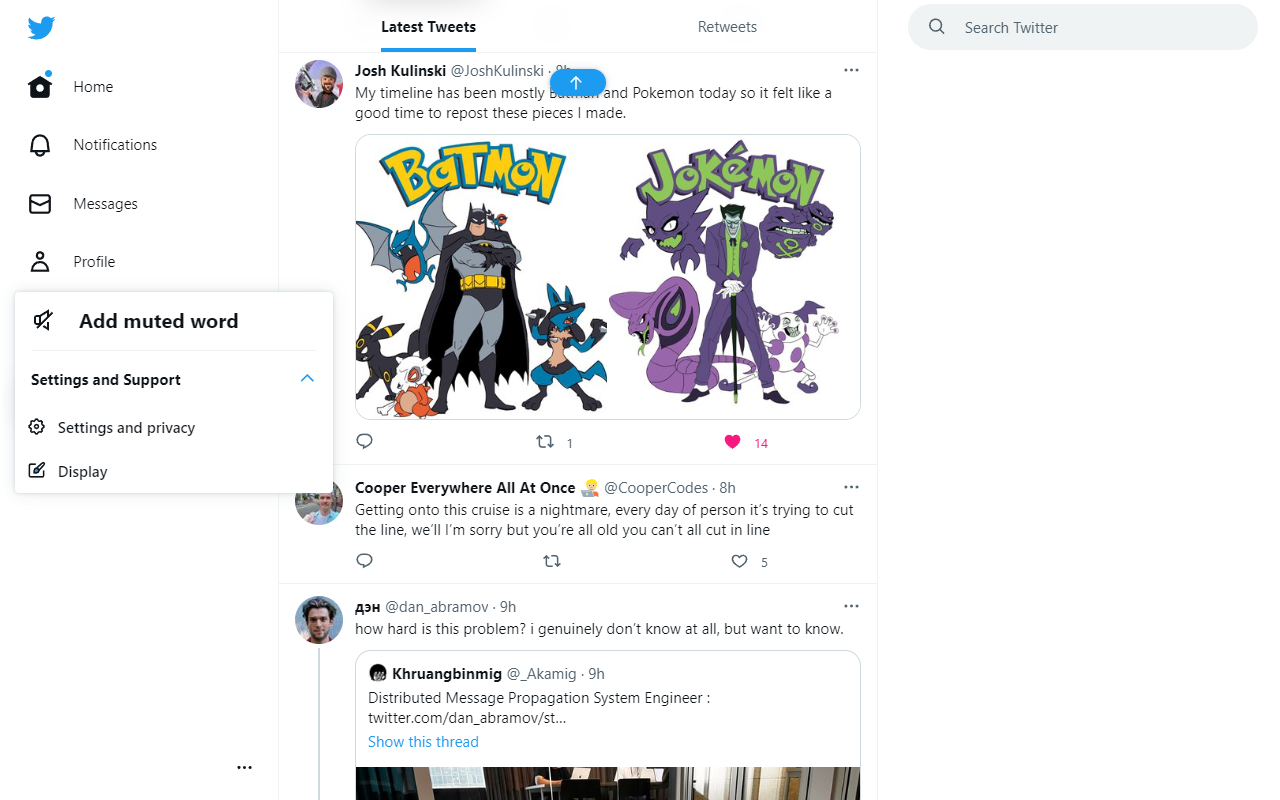 Home
Notifications
Messages
Profile
Add muted word
Settings and Support
Settings and privacy
Display
Latest Tweets
Retweets
Josh Kulinski @JoshKulinski · 8h
My timeline has been mostly Batman and Pokemon today so it felt like a
good time to repost these pieces I made.
BATMON
JOKéMON
1
14
Cooper Everywhere All At Once 🧑🏼‍💻 @CooperCodes · 8h
Getting onto this cruise is a nightmare, every day of person it’s trying to cut
the line, we’ll I’m sorry but you’re all old you can’t all cut in line
5
дэн @dan_abramov · 9h
how hard is this problem? i genuinely don’t know at all, but want to know.
Khruangbinmig @_Akamig · 9h
Distributed Message Propagation System Engineer :
twitter.com/dan_abramov/st…
Show this thread
Search Twitter